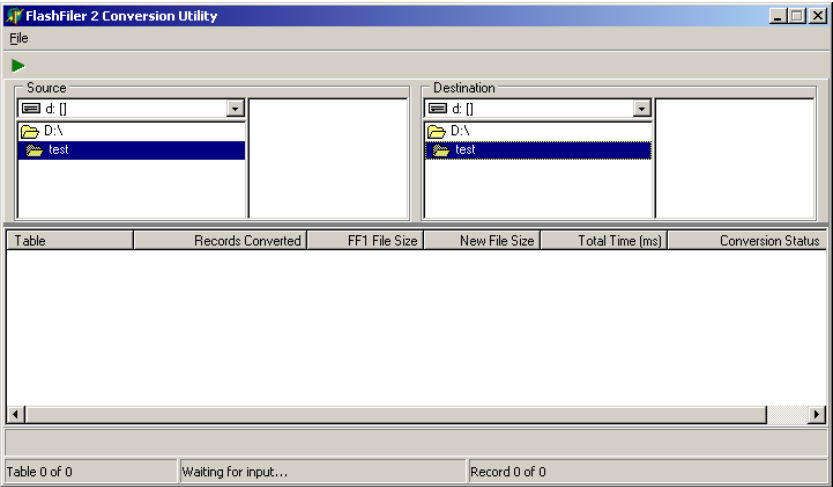 FlashFiler 2 Conversion Utility
File
Source
Destination
d: []
d: []
D:\
D:\
test
test
Table Records Converted FF1 File Size New File Size Total Time (ms) Conversion Status
Table 0 of 0 Waiting for input... Record 0 of 0